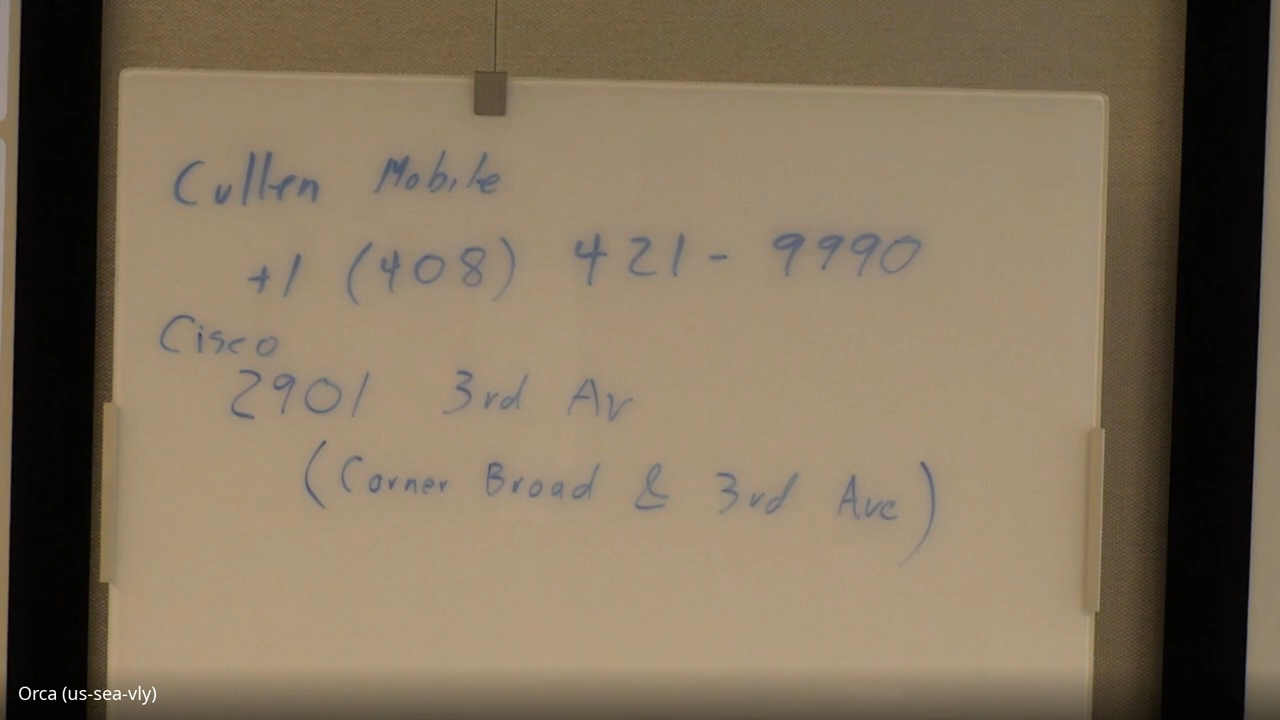 Cullen Mobile
+1 (408) 421-9990
Cisco
2901 3rd Av
(Corner Broad & 3rd Ave)
Orca (us-sea-vly)